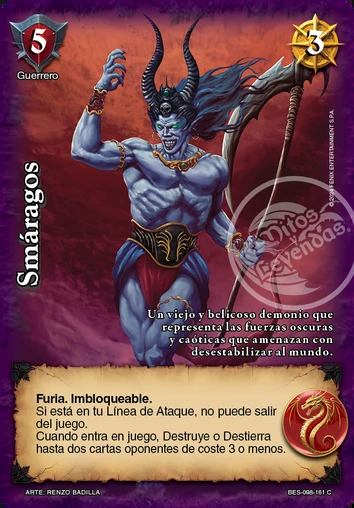 5
3
Guerrero
© 2024 FENIX ENTERTAINMENT S.P.A.
Smáragos
Mitos y
Leyendas.
Un viejo y belicoso demonio que
representa las fuerzas oscuras
y caóticas que amenazan con
desestabilizar al mundo.
Furia. Imbloqueable.
Si está en tu Línea de Ataque, no puede salir
del juego.
Cuando entra en juego, Destruye o Destierra
hasta dos cartas oponentes de coste 3 o menos.
ARTE: RENZO BADILLA
BES-098-161 C